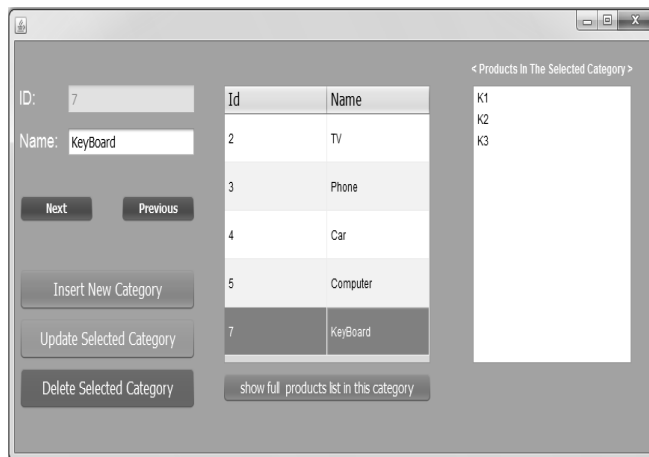 < Products In The Selected Category >
ID: 7
Name: KeyBoard
Next Previous
Insert New Category
Update Selected Category
Delete Selected Category
Id Name
2 TV
3 Phone
4 Car
5 Computer
7 KeyBoard
show full products list in this category
K1
K2
K3